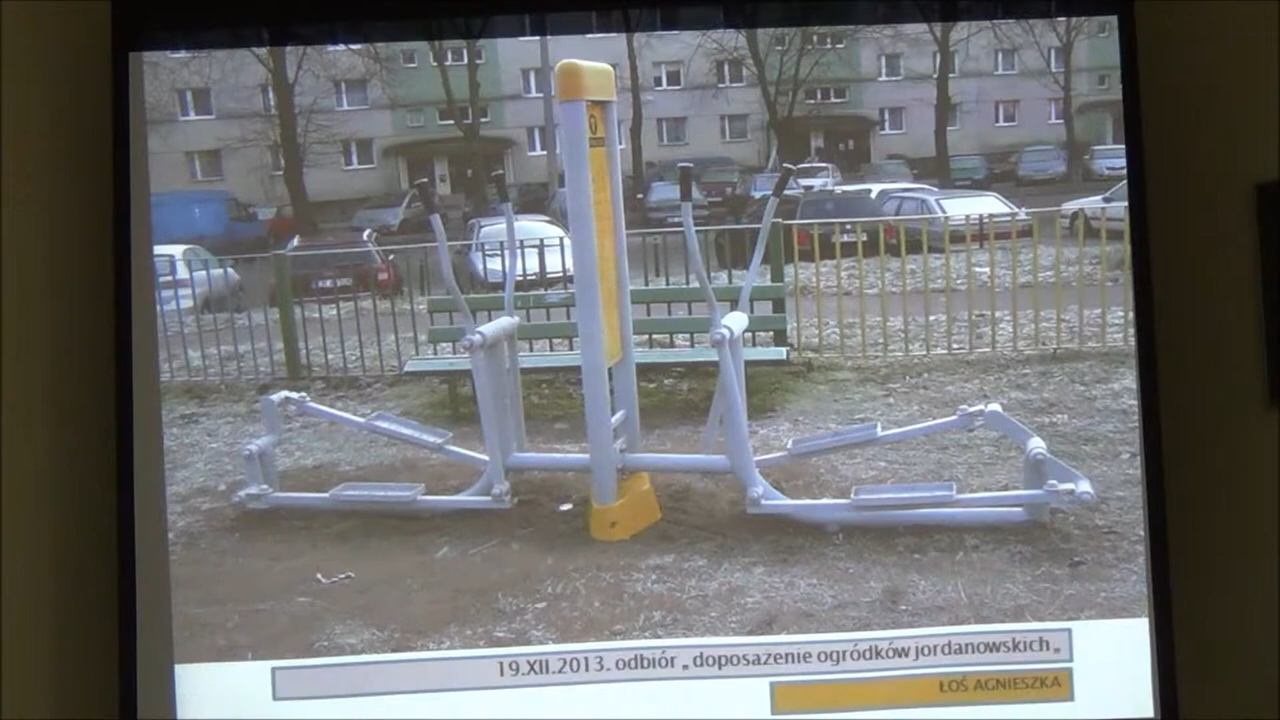 19.XII.2013. odbiór „ doposażenie ogródków jordanowskich „
ŁOŚ AGNIESZKA